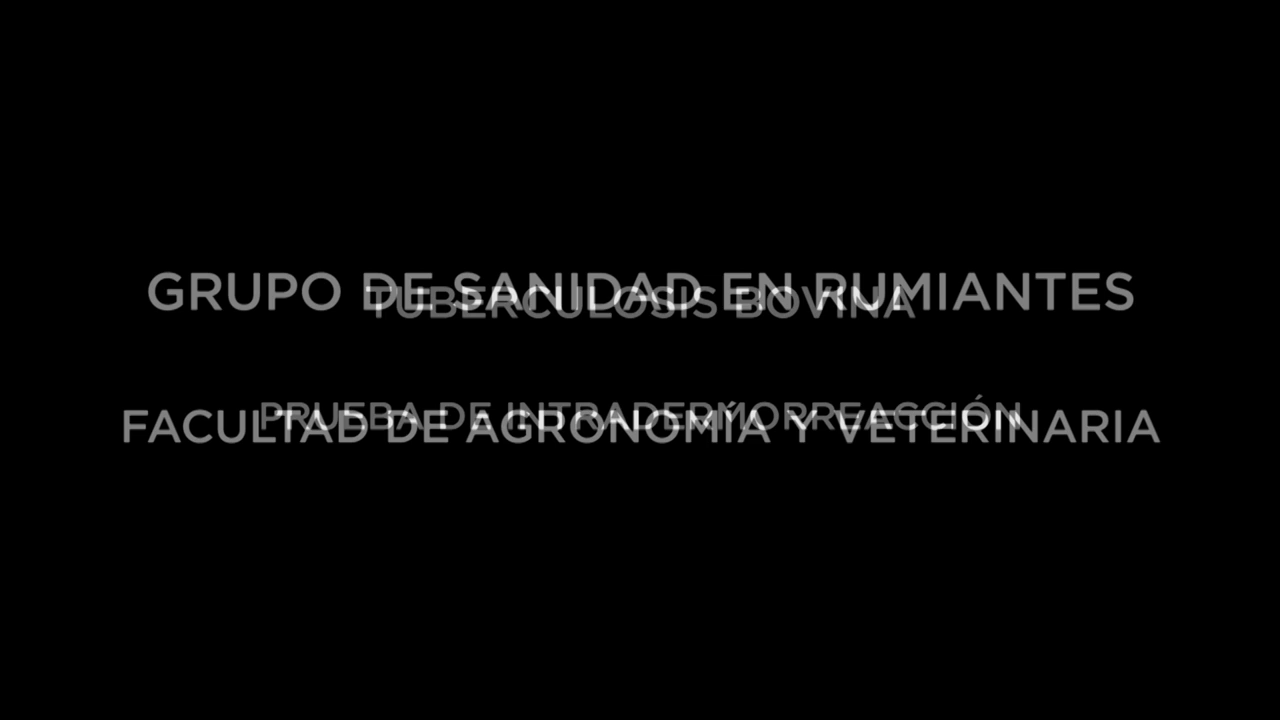 GRUPO DE SANIDAD EN RUMIANTES
TUBERCULOSIS BOVINA
PRUEBA DE INTRADERMORREACCIÓN
FACULTAD DE AGRONOMÍA Y VETERINARIA